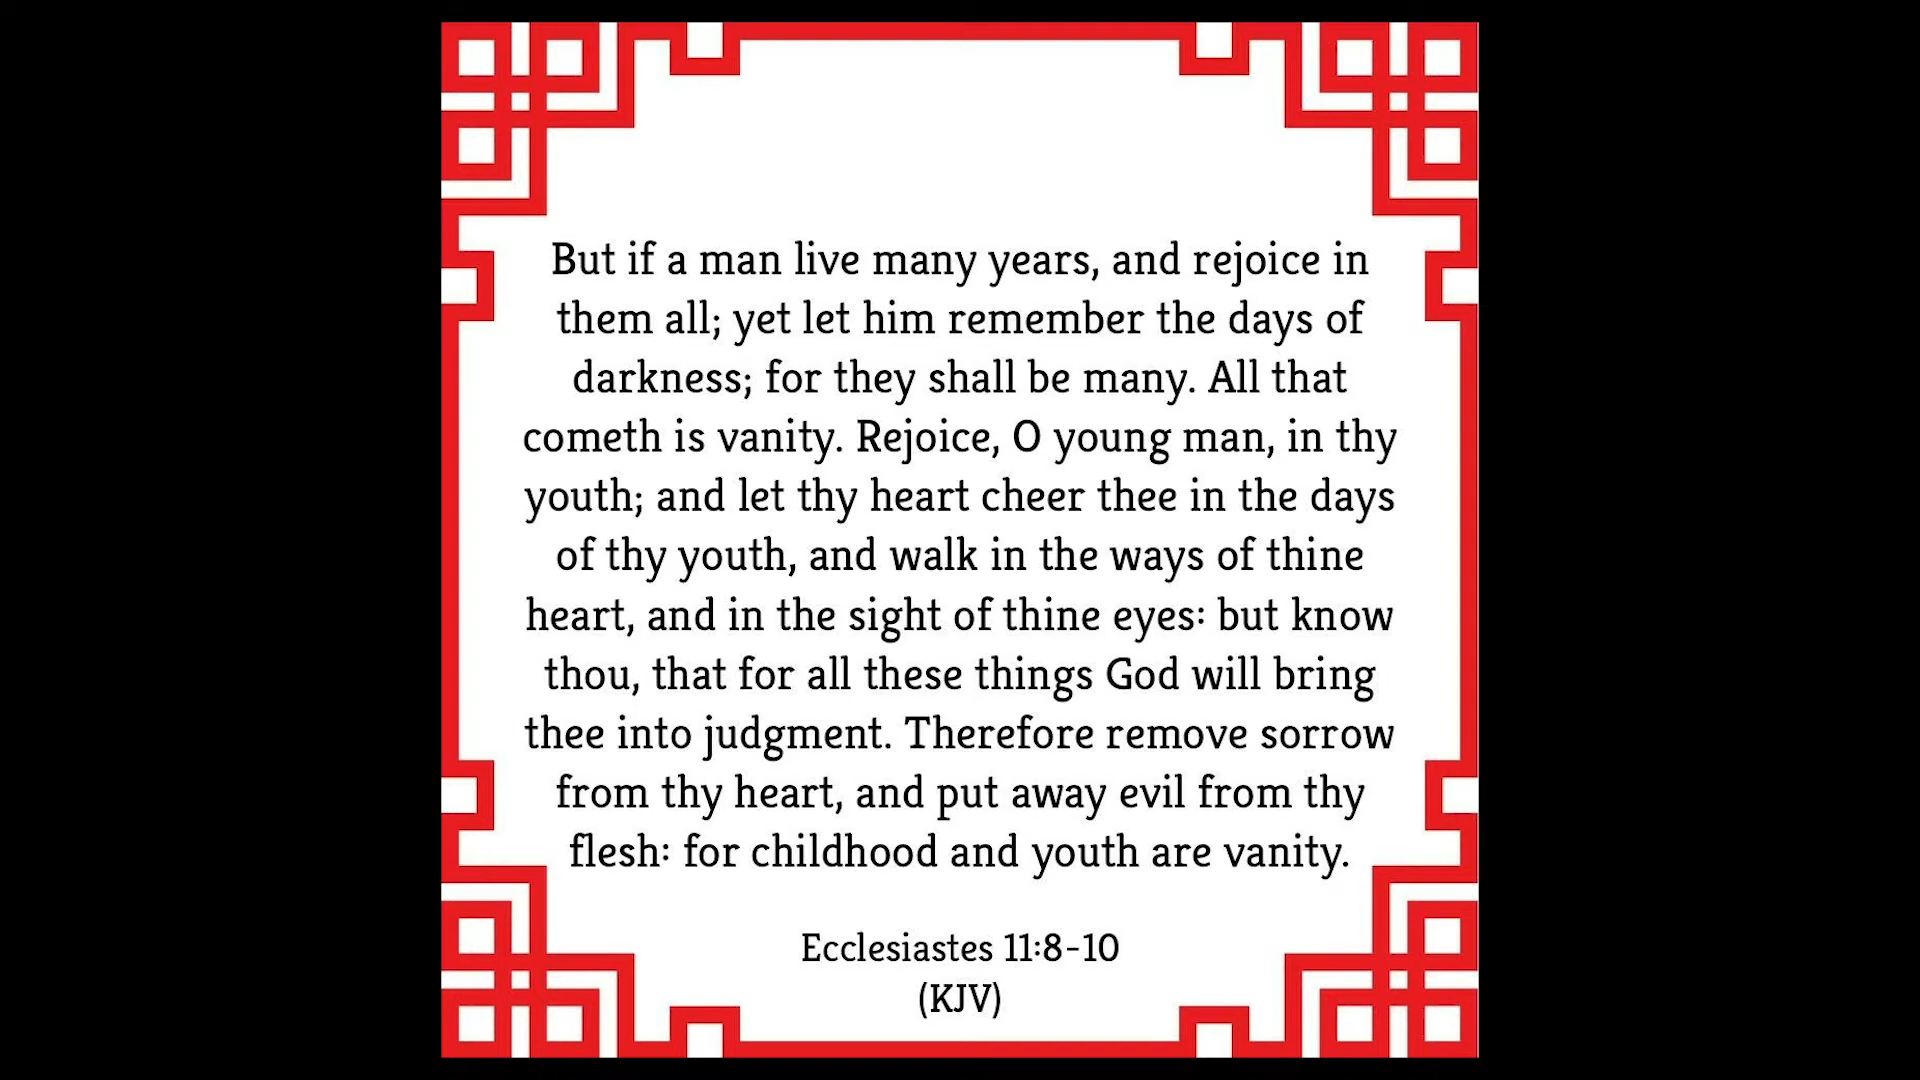 But if a man live many years, and rejoice in
them all; yet let him remember the days of
darkness; for they shall be many. All that
cometh is vanity. Rejoice, O young man, in thy
youth; and let thy heart cheer thee in the days
of thy youth, and walk in the ways of thine
heart, and in the sight of thine eyes: but know
thou, that for all these things God will bring
thee into judgment. Therefore remove sorrow
from thy heart, and put away evil from thy
flesh: for childhood and youth are vanity.
Ecclesiastes 11:8-10
(KJV)